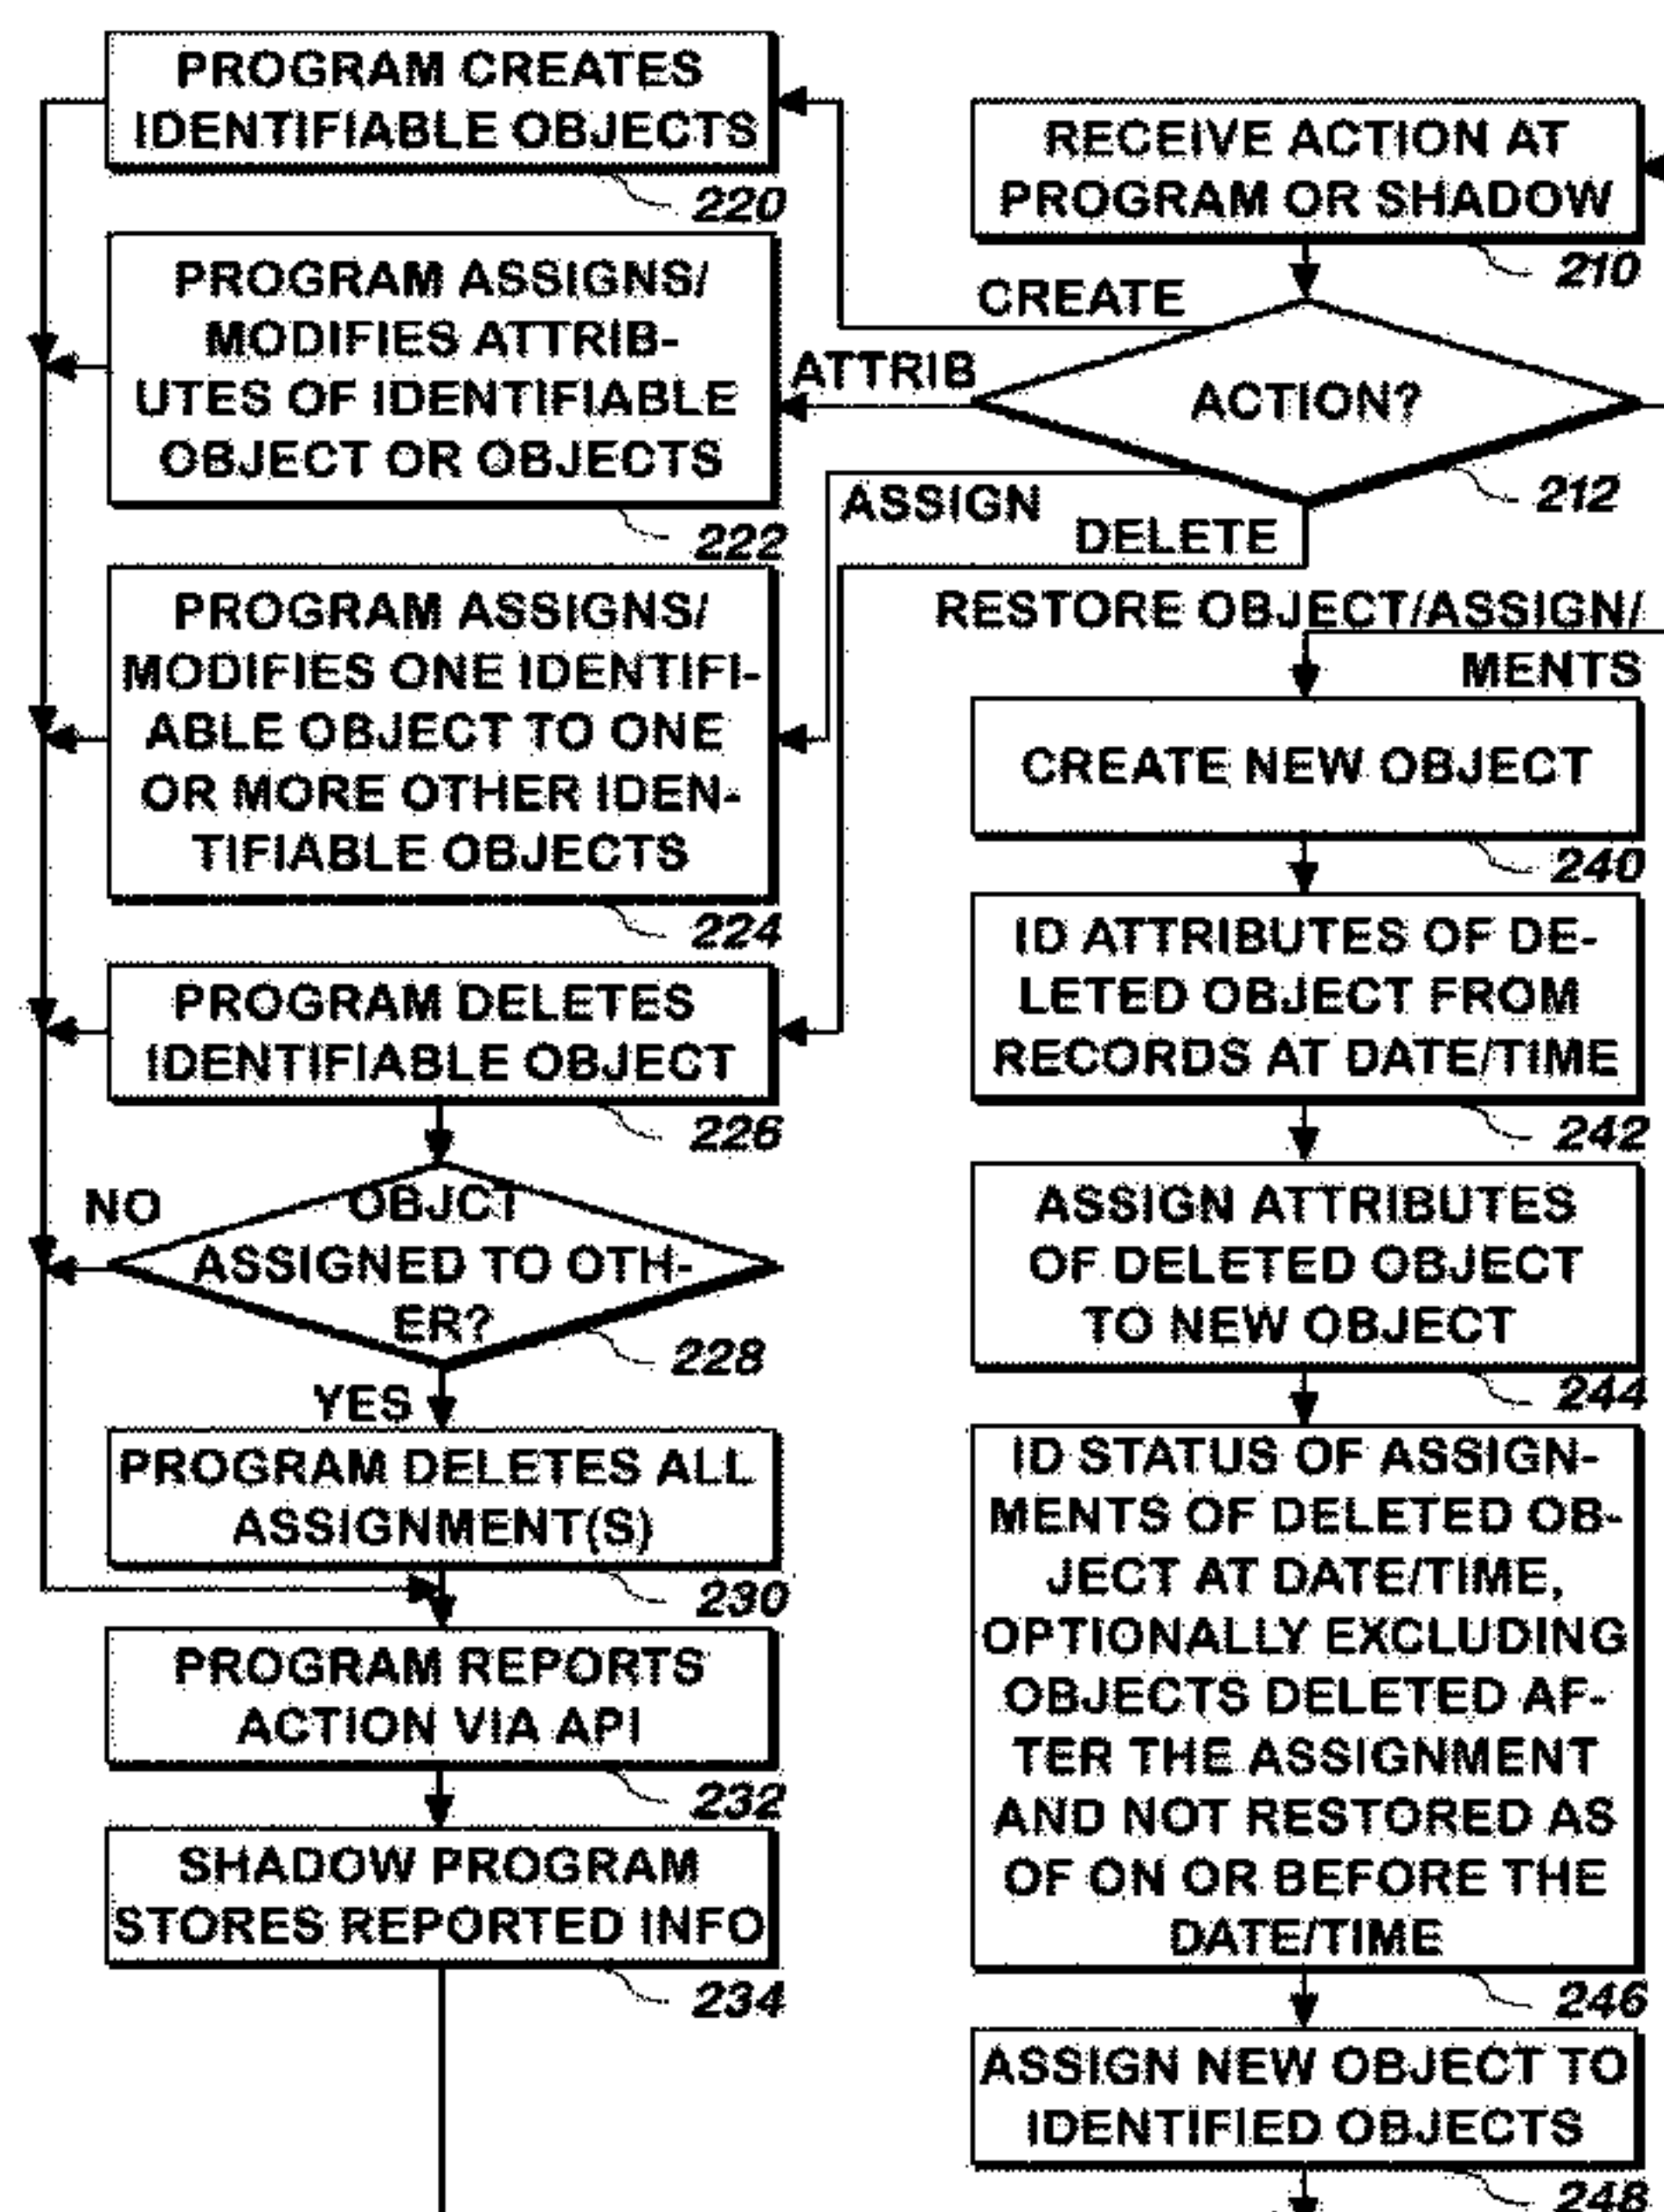 PROGRAM CREATES
IDENTIFIABLE OBJECTS
220
PROGRAM ASSIGNS/
MODIFIES ATTRIB-
UTES OF IDENTIFIABLE
OBJECT OR OBJECTS
222
PROGRAM ASSIGNS/
MODIFIES ONE IDENTIFI-
ABLE OBJECT TO ONE
OR MORE OTHER IDEN-
TIFIABLE OBJECTS
224
PROGRAM DELETES
IDENTIFIABLE OBJECT
226
NO
OBJCT
ASSIGNED TO OTH-
ER?
228
YES
PROGRAM DELETES ALL
ASSIGNMENT(S)
230
PROGRAM REPORTS
ACTION VIA API
232
SHADOW PROGRAM
STORES REPORTED INFO
234
RECEIVE ACTION AT
PROGRAM OR SHADOW
210
CREATE
ATTRIB
ACTION?
212
ASSIGN
DELETE
RESTORE OBJECT/ASSIGN/
MENTS
CREATE NEW OBJECT
240
ID ATTRIBUTES OF DE-
LETED OBJECT FROM
RECORDS AT DATE/TIME
242
ASSIGN ATTRIBUTES
OF DELETED OBJECT
TO NEW OBJECT
244
ID STATUS OF ASSIGN-
MENTS OF DELETED OB-
JECT AT DATE/TIME,
OPTIONALLY EXCLUDING
OBJECTS DELETED AF-
TER THE ASSIGNMENT
AND NOT RESTORED AS
OF ON OR BEFORE THE
DATE/TIME
246
ASSIGN NEW OBJECT TO
IDENTIFIED OBJECTS
248